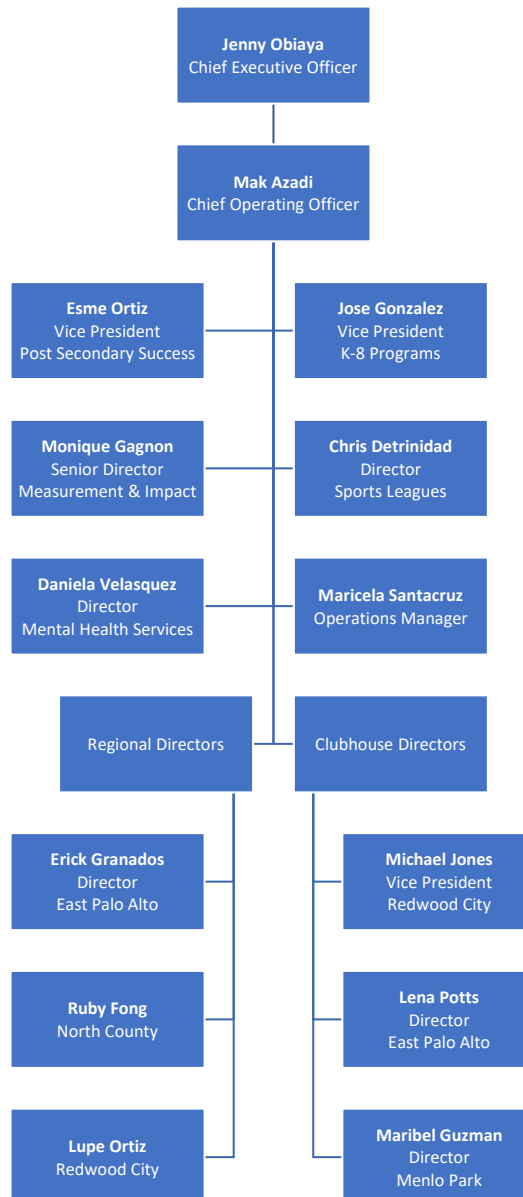 Jenny Obiaya
Chief Executive Officer
Mak Azadi
Chief Operating Officer
Esme Ortiz
Vice President
Post Secondary Success
Jose Gonzalez
Vice President
K-8 Programs
Monique Gagnon
Senior Director
Measurement & Impact
Chris Detrinidad
Director
Sports Leagues
Daniela Velasquez
Director
Mental Health Services
Maricela Santacruz
Operations Manager
Regional Directors
Clubhouse Directors
Erick Granados
Director
East Palo Alto
Michael Jones
Vice President
Redwood City
Ruby Fong
North County
Lena Potts
Director
East Palo Alto
Lupe Ortiz
Redwood City
Maribel Guzman
Director
Menlo Park